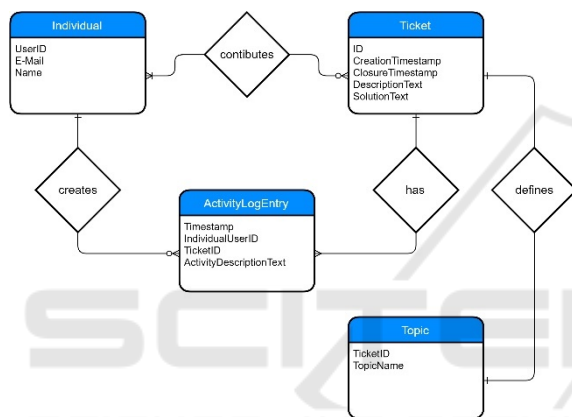 Individual
UserID
E-Mail
Name
contibutes
Ticket
ID
CreationTimestamp
ClosureTimestamp
DescriptionText
SolutionText
creates
ActivityLogEntry
Timestamp
IndividualUserID
TicketID
ActivityDescriptionText
has
defines
SCITE
Topic
TicketID
TopicName